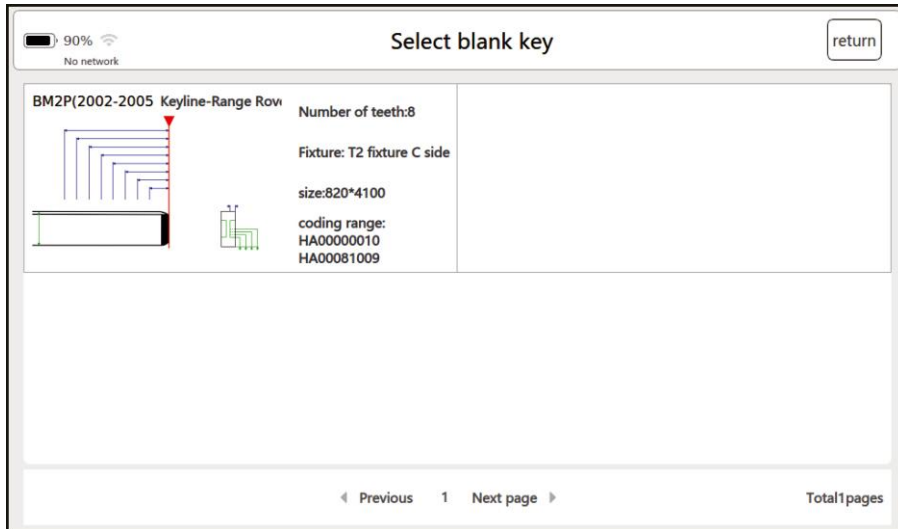 90%
No network
Select blank key
return
BM2P(2002-2005 Keyline-Range
Number of teeth:8
Fixture: T2 fixture C side
size:820*4100
coding range:
HA00000010
HA00081009
Previous 1 Next page
Total1pages